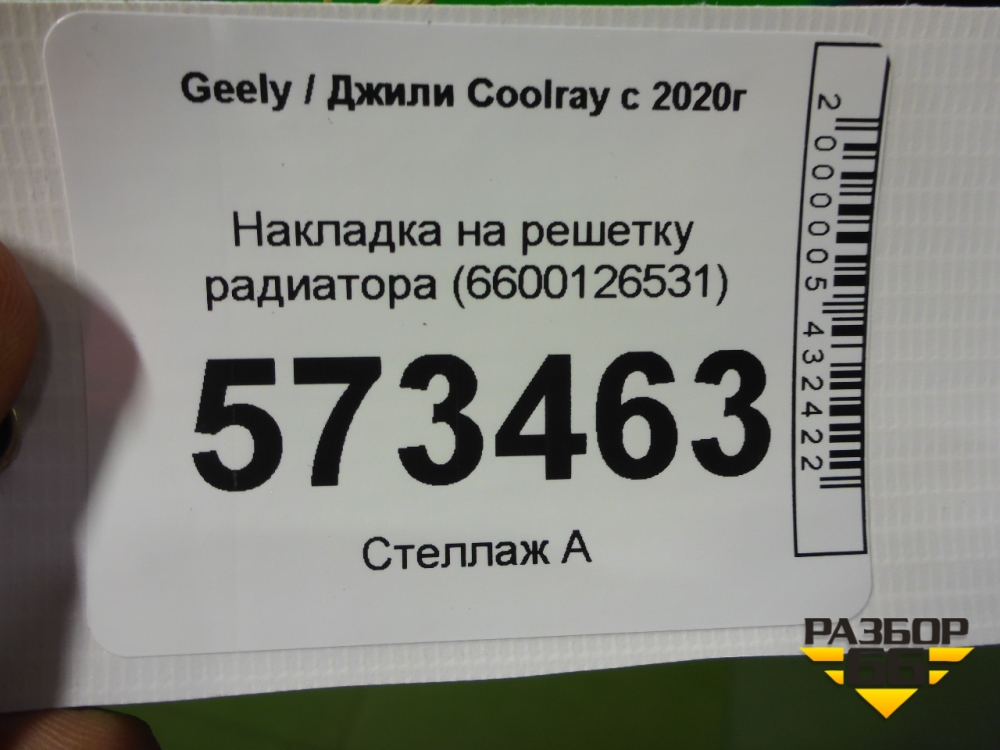 Geely / Джили Coolray с 2020г
Накладка на решетку
радиатора (6600126531)
573463
Стеллаж А
2000005432422
РАЗБОР
66